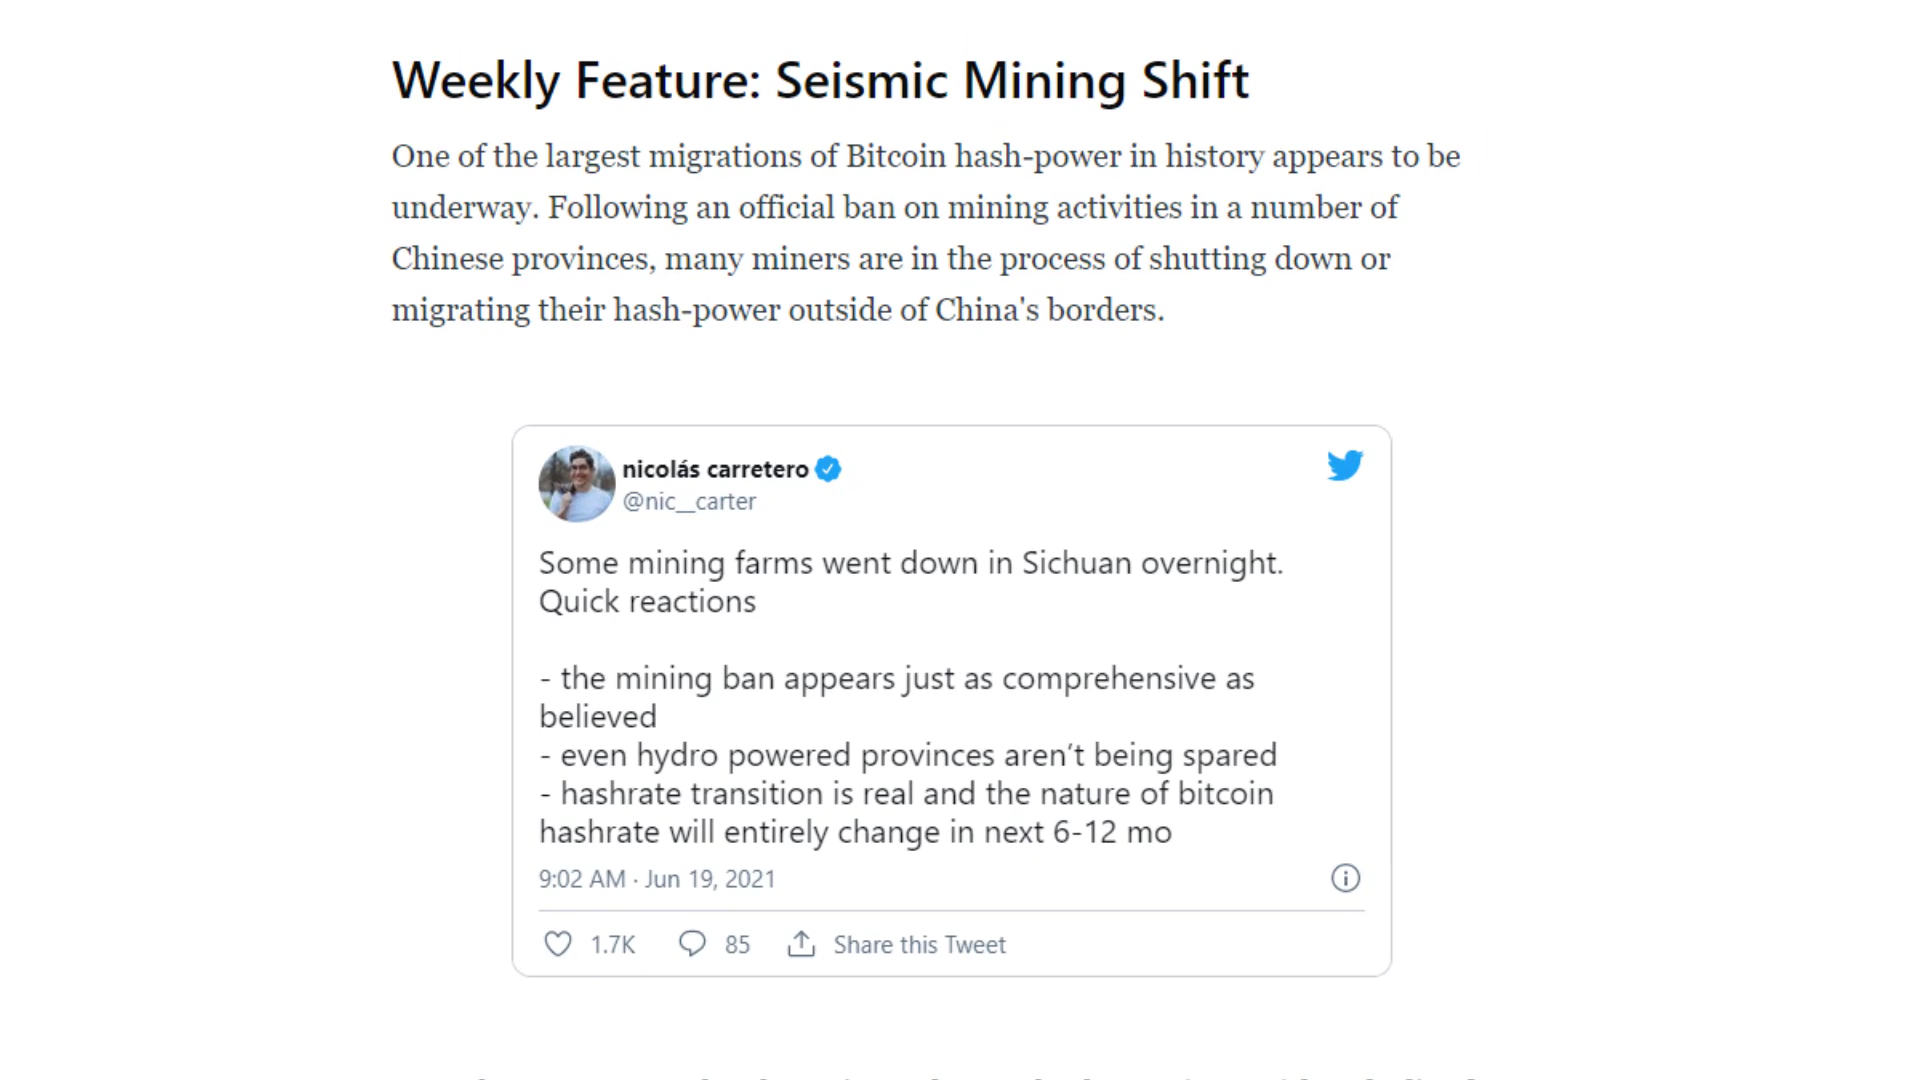 Weekly Feature: Seismic Mining Shift
One of the largest migrations of Bitcoin hash-power in history appears to be
underway. Following an official ban on mining activities in a number of
Chinese provinces, many miners are in the process of shutting down or
migrating their hash-power outside of China's borders.
nicolás carretero
@nic__carter
Some mining farms went down in Sichuan overnight.
Quick reactions
- the mining ban appears just as comprehensive as
believed
- even hydro powered provinces aren’t being spared
- hashrate transition is real and the nature of bitcoin
hashrate will entirely change in next 6-12 mo
9:02 AM · Jun 19, 2021
1.7K 85 Share this Tweet